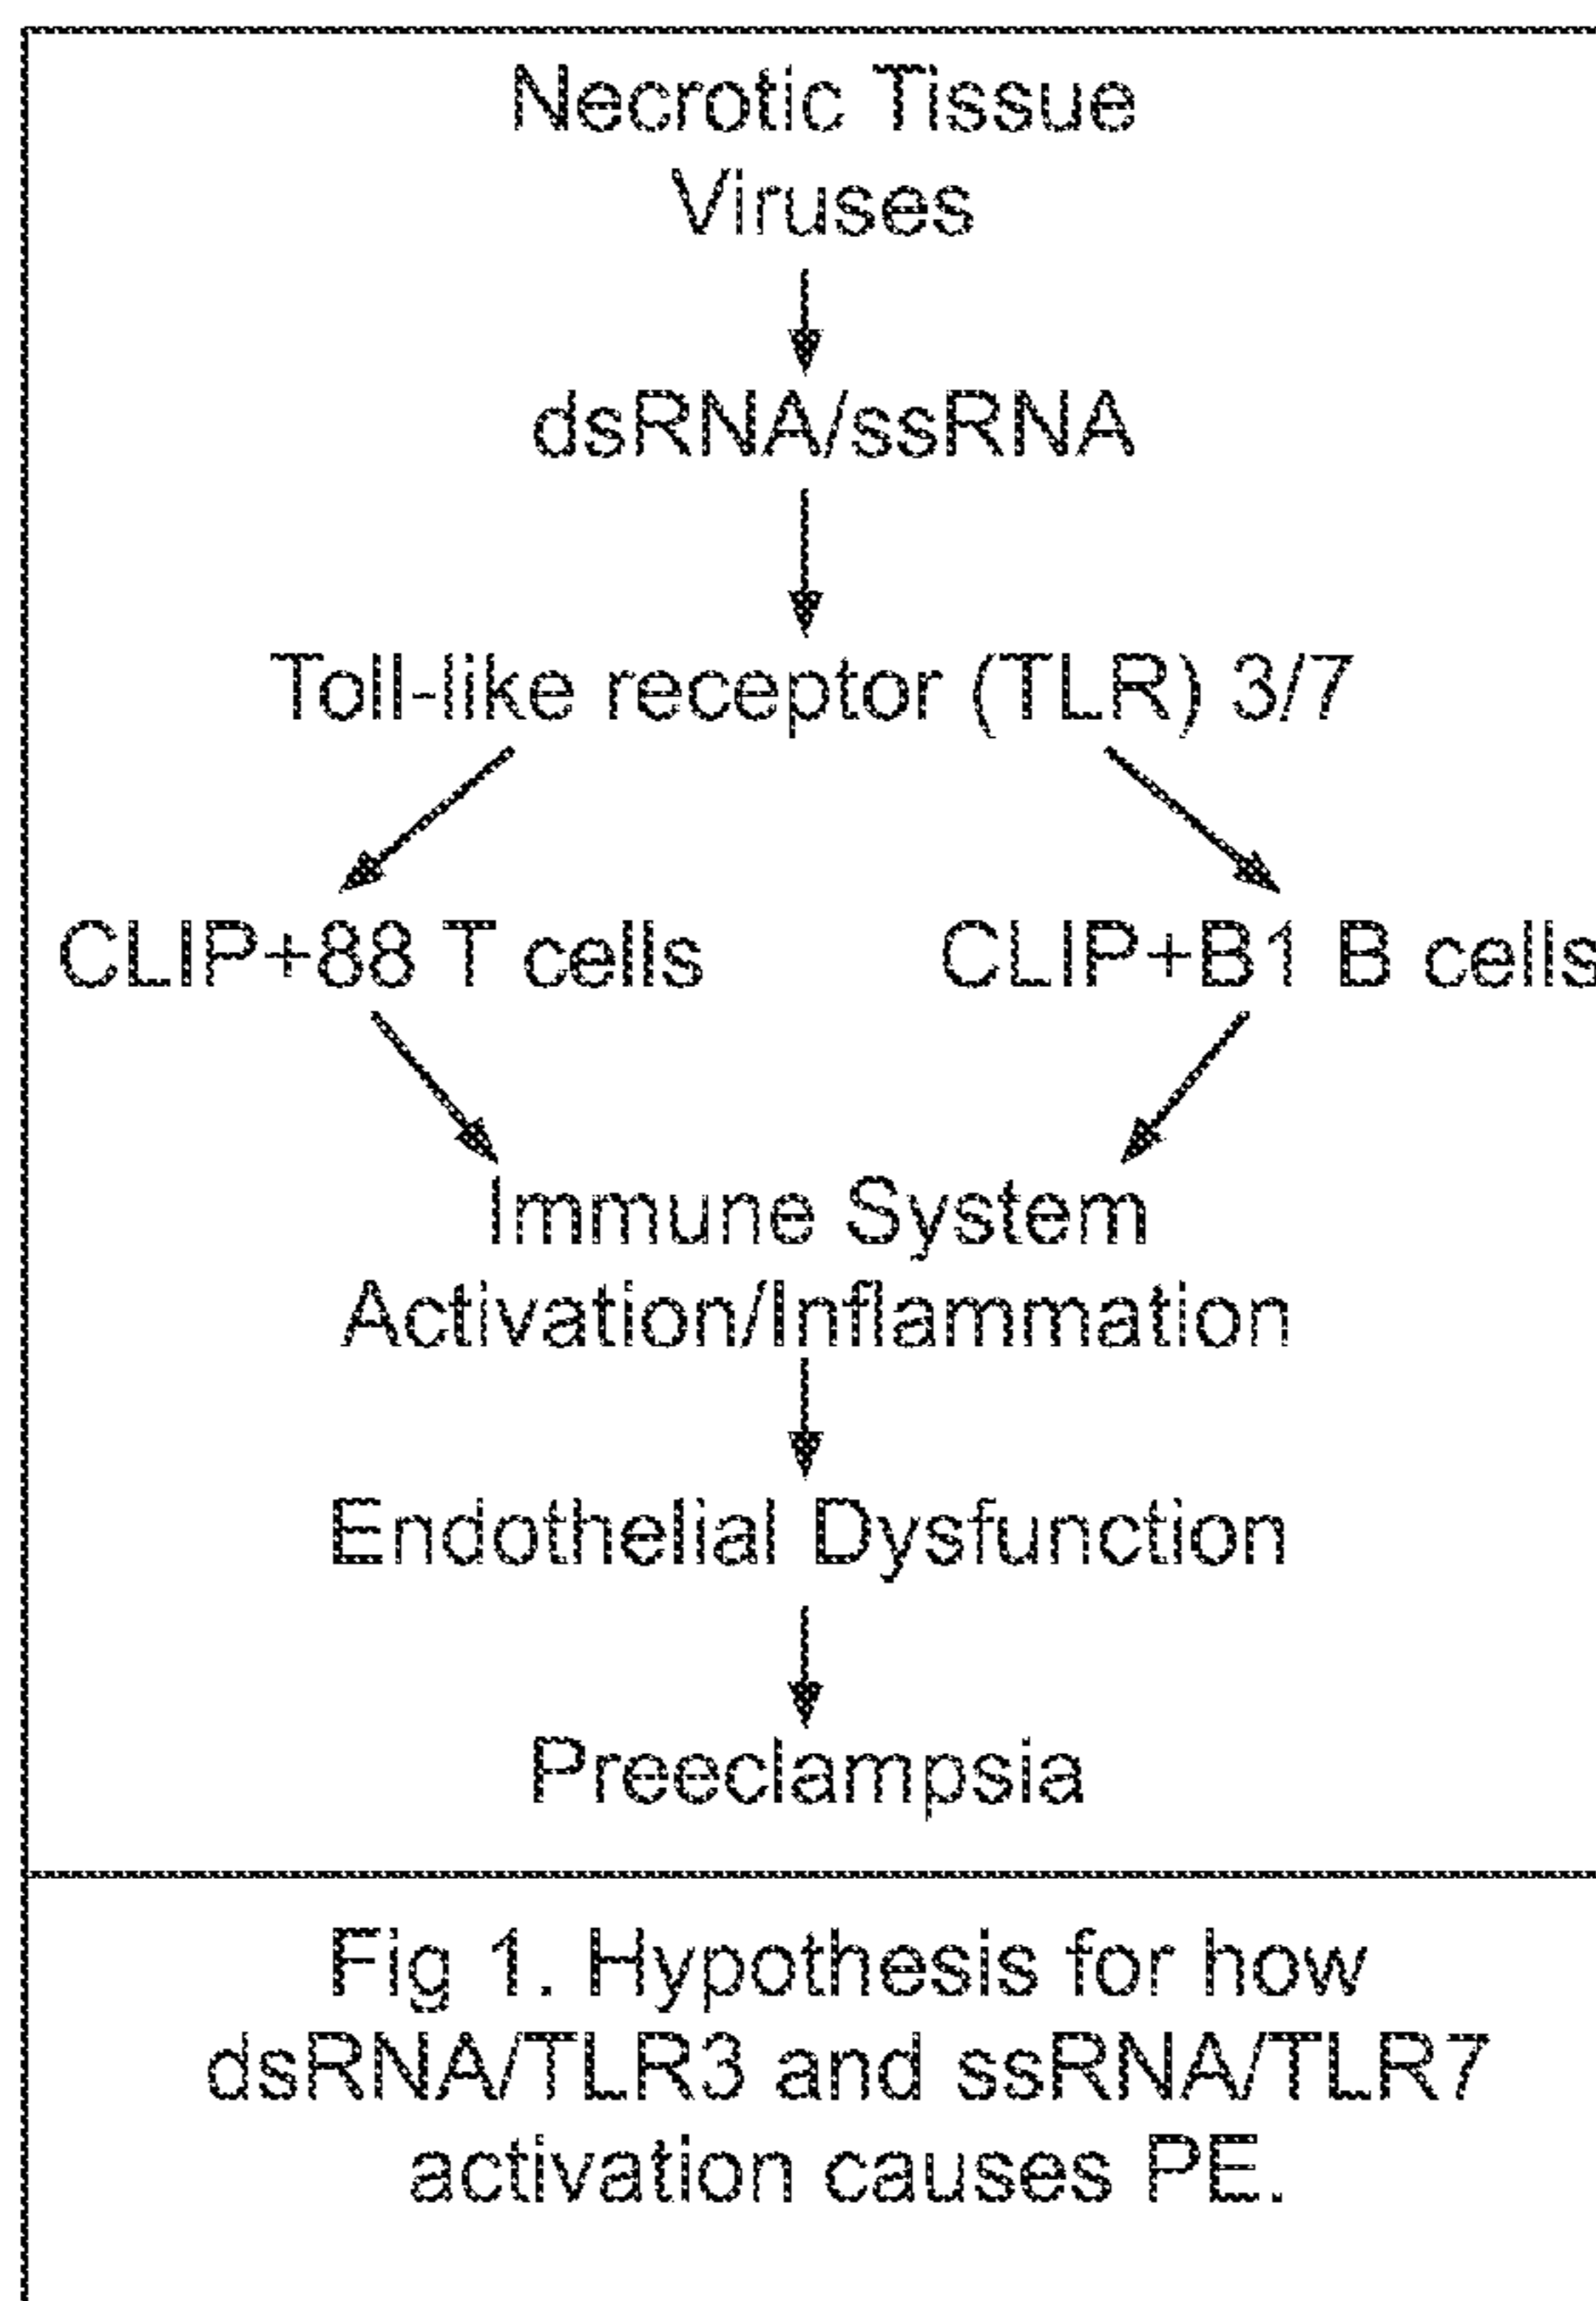 Necrotic Tissue
Viruses
dsRNA/ssRNA
Toll-like receptor (TLR) 3/7
CLIP+88 T cells CLIP+B1 B cells
Immune System
Activation/Inflammation
Endothelial Dysfunction
Preeclampsia
Fig 1. Hypothesis for how
dsRNA/TLR3 and ssRNA/TLR7
activation causes PE.